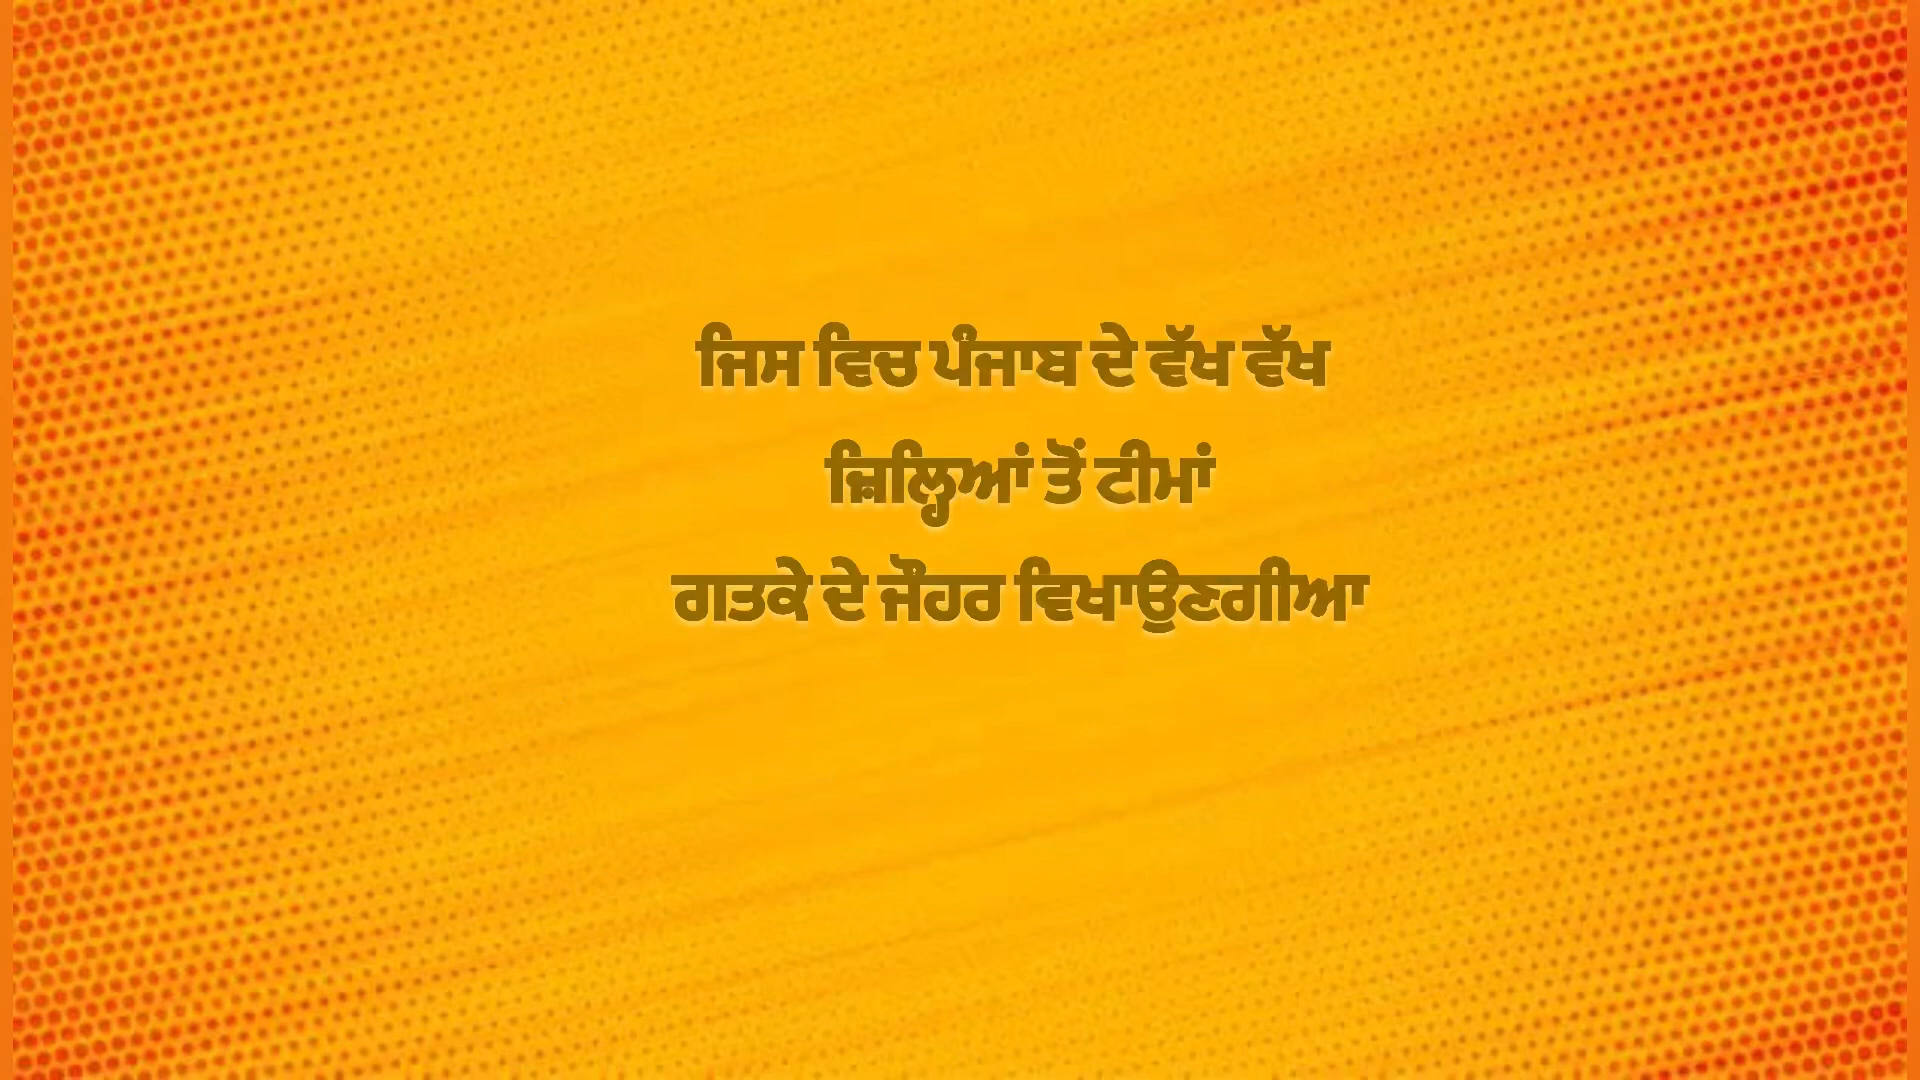 ਜਿਸ ਵਿਚ ਪੰਜਾਬ ਦੇ ਵੱਖ ਵੱਖ
ਜ਼ਿਲ੍ਹਿਆਂ ਤੋਂ ਟੀਮਾਂ
ਗਤਕੇ ਦੇ ਜੌਹਰ ਵਿਖਾਉਣਗੀਆ